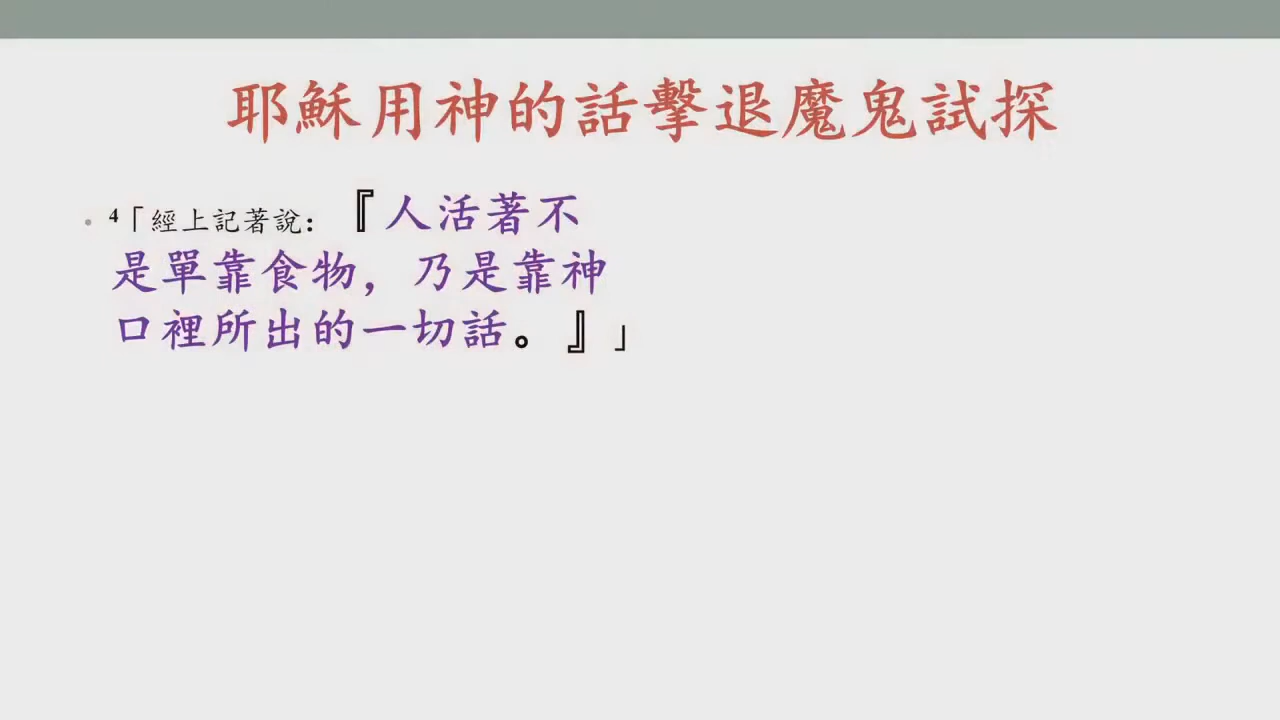 耶穌用神的話擊退魔鬼試探
• 4「經上記著說：『人活著不
是單靠食物，乃是靠神
口裡所出的一切話。』」